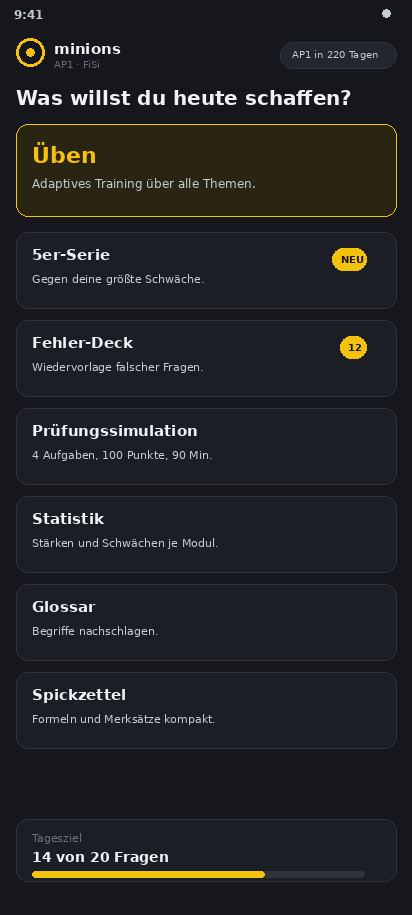 9:41
minions
AP1 · FiSi
AP1 in 220 Tagen
Was willst du heute schaffen?
Üben
Adaptives Training über alle Themen.
5er-Serie
NEU
Gegen deine größte Schwäche.
Fehler-Deck
12
Wiedervorlage falscher Fragen.
Prüfungssimulation
4 Aufgaben, 100 Punkte, 90 Min.
Statistik
Stärken und Schwächen je Modul.
Glossar
Begriffe nachschlagen.
Spickzettel
Formeln und Merksätze kompakt.
Tagesziel
14 von 20 Fragen